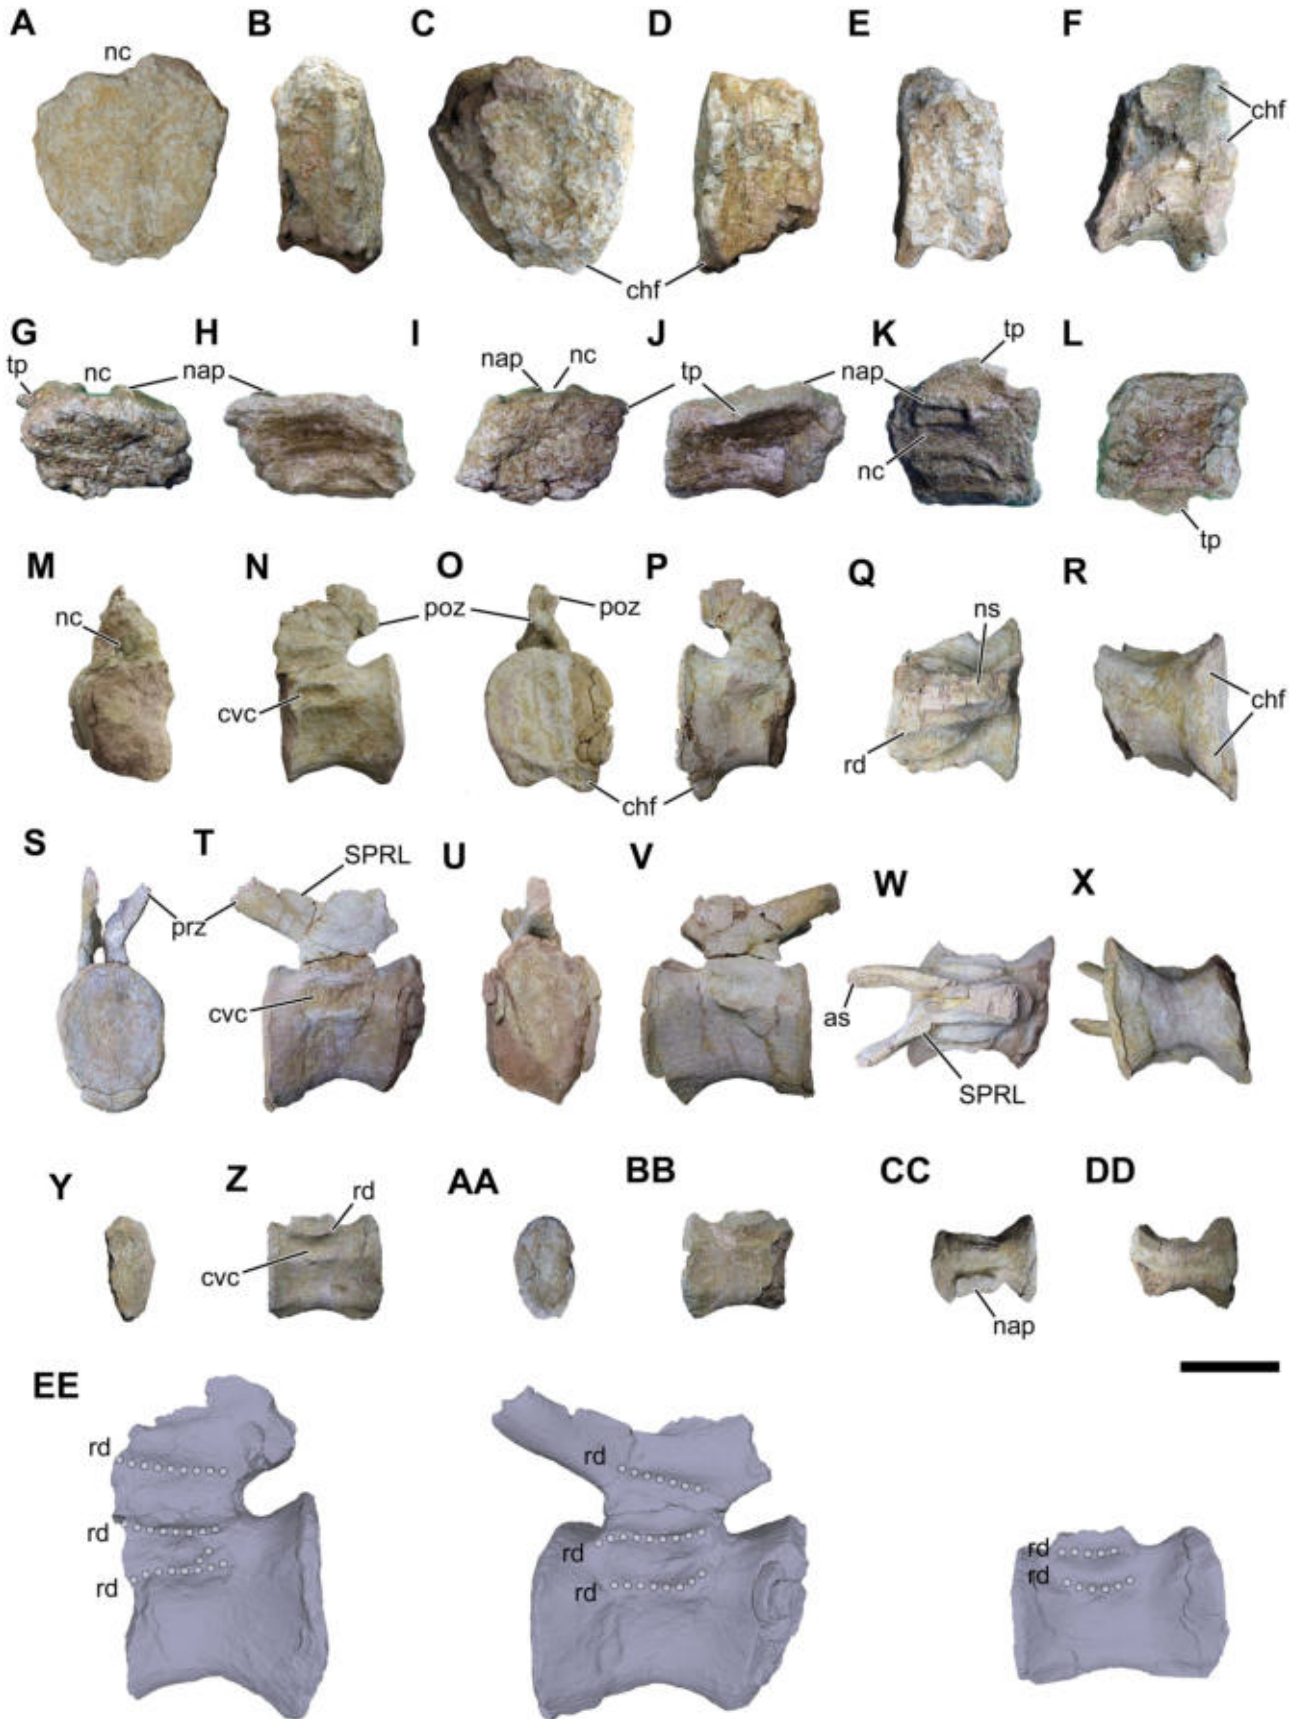 A B C D E F
nc
chf
chf
G H I J K L
tp
tp nc nap nap nc tp nap
nc
tp
M N O P Q R
nc
poz poz
ns
cvc
chf
rd
chf
S T U V W X
SPRL
prz
cvc
as
SPRL
Y Z AA BB CC DD
rd
cvc
nap
EE
rd
rd
rd
rd
rd
rd
rd
rd